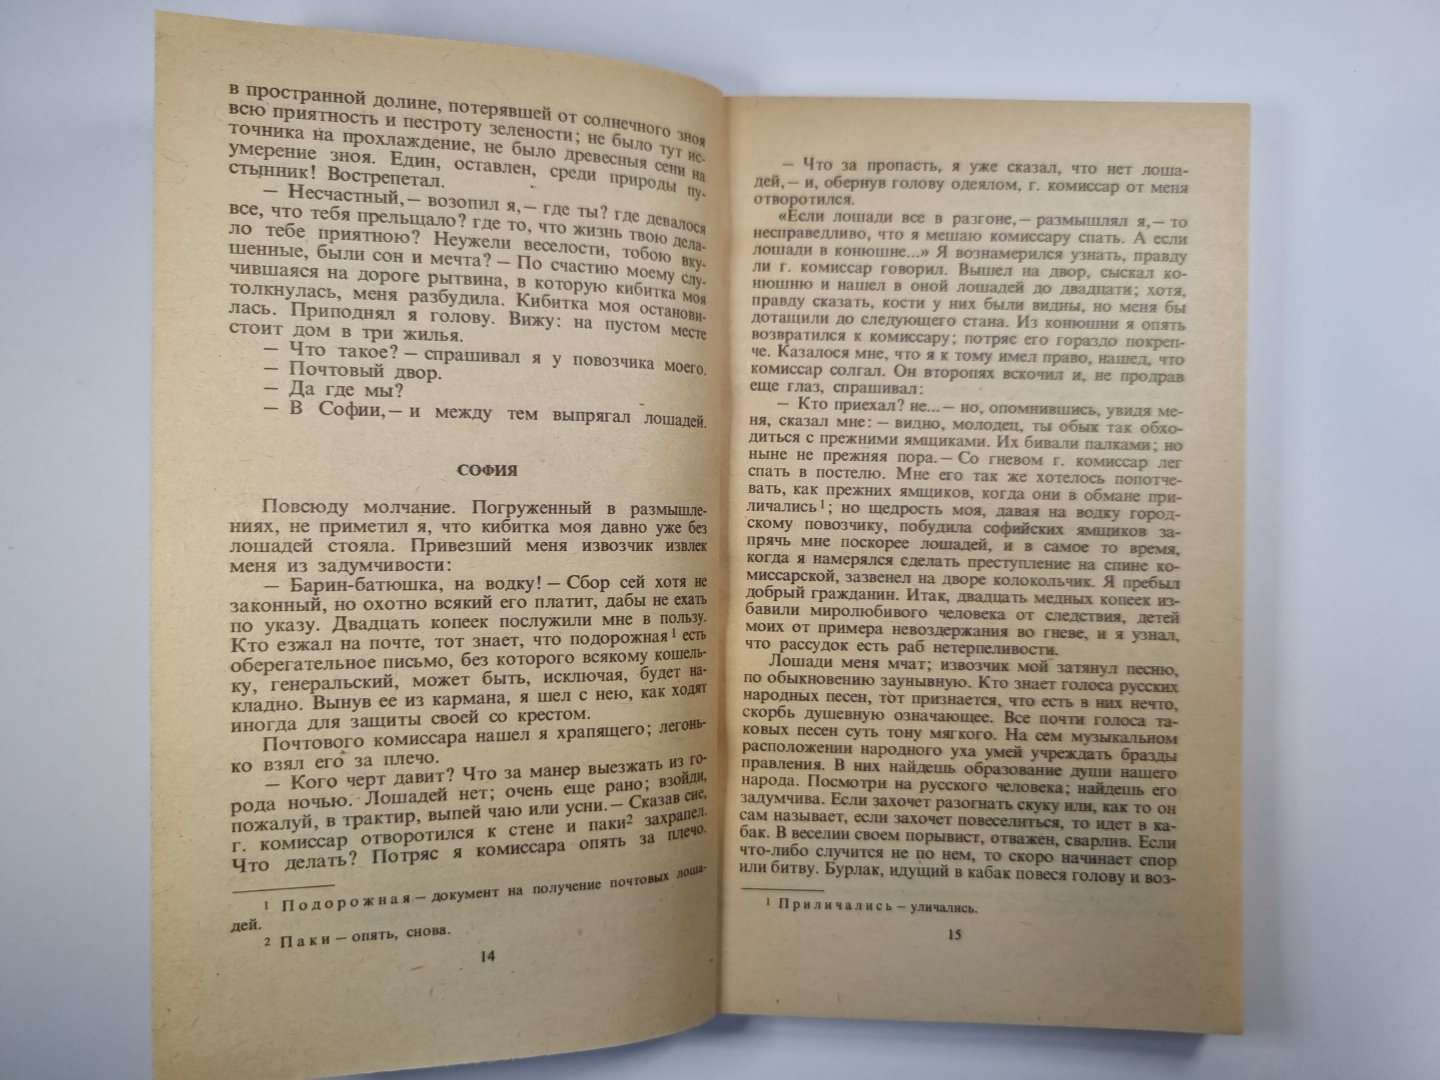 в пространной долине, потерявшей от солнечного зноя
всю приятность и пестроту зелености; не было тут ис-
точника на прохлаждение, не было древесныя сени на
умерение зноя. Един, оставлен, среди природы пу-
стынник! Вострепетал.
— Несчастный,— возопил я,— где ты? где девалося
все, что тебя прельщало? где то, что жизнь твою дела-
ло тебе приятною? Неужели веселости, тобою вку-
шенные, были сон и мечта? — По счастию моему слу-
чившаяся на дороге рытвина, в которую кибитка моя
толкнулась, меня разбудила. Кибитка моя останови-
лась. Приподнял я голову. Вижу: на пустом месте
стоит дом в три жилья.
— Что такое? — спрашивал я у повозчика моего.
— Почтовый двор.
— Да где мы?
— В Софии,— и между тем выпрягал лошадей.
СОФИЯ
Повсюду молчание. Погруженный в размышле-
ниях, не приметил я, что кибитка моя давно уже без
лошадей стояла. Привезший меня извозчик извлек
меня из задумчивости:
— Барин-батюшка, на водку! — Сбор сей хотя не
законный, но охотно всякий его платит, дабы не ехать
по указу. Двадцать копеек послужили мне в пользу.
Кто езжал на почте, тот знает, что подорожная 1 есть
оберегательное письмо, без которого всякому кошель-
ку, генеральский, может быть, исключая, будет на-
кладно. Вынув ее из кармана, я шел с нею, как ходят
иногда для защиты своей со крестом.
Почтового комиссара нашел я храпящего; легонь-
ко взял его за плечо.
— Кого черт давит? Что за манер выезжать из го-
рода ночью. Лошадей нет; очень еще рано; взойди,
пожалуй, в трактир, выпей чаю или усни.— Сказав сие,
г. комиссар отворотился к стене и паки2 захрапел.
Что делать? Потряс я комиссара опять за плечо.
1 Подорожная — документ на получение почтовых лоша-
дей.
2 Паки — опять, снова.
14
— Что за пропасть, я уже сказал, что нет лоша-
дей,— и, обернув голову одеялом, г. комиссар от меня
отворотился.
«Если лошади все в разгоне,— размышлял я,— то
несправедливо, что я мешаю комиссару спать. А если
лошади в конюшне...» Я вознамерился узнать, правду
ли г. комиссар говорил. Вышел на двор, сыскал ко-
нюшню и нашел в оной лошадей до двадцати; хотя,
правду сказать, кости у них были видны, но меня бы
дотащили до следующего стана. Из конюшни я опять
возвратился к комиссару; потряс его гораздо покреп-
че. Казалося мне, что я к тому имел право, нашед, что
комиссар солгал. Он второпях вскочил и, не продрав
еще глаз, спрашивал:
— Кто приехал? не...— но, опомнившись, увидя ме-
ня, сказал мне: — видно, молодец, ты обык так обхо-
диться с прежними ямщиками. Их бивали палками; но
ныне не прежняя пора.— Со гневом г. комиссар лег
спать в постелю. Мне его так же хотелось попотче-
вать, как прежних ямщиков, когда они в обмане при-
личались1; но щедрость моя, давая на водку город-
скому повозчику, побудила софийских ямщиков за-
прячь мне поскорее лошадей, и в самое то время,
когда я намерялся сделать преступление на спине ко-
миссарской, зазвенел на дворе колокольчик. Я пребыл
добрый гражданин. Итак, двадцать медных копеек из-
бавили миролюбивого человека от следствия, детей
моих от примера невоздержания во гневе, и я узнал,
что рассудок есть раб нетерпеливости.
Лошади меня мчат; извозчик мой затянул песню,
по обыкновению заунывную. Кто знает голоса русских
народных песен, тот признается, что есть в них нечто,
скорбь душевную означающее. Все почти голоса та-
ковых песен суть тону мягкого. На сем музыкальном
расположении народного уха умей учреждать бразды
правления. В них найдешь образование души нашего
народа. Посмотри на русского человека; найдешь его
задумчива. Если захочет разогнать скуку или, как то он
сам называет, если захочет повеселиться, то идет в ка-
бак. В веселии своем порывист, отважен, сварлив. Если
что-либо случится не по нем, то скоро начинает спор
или битву. Бурлак, идущий в кабак повеся голову и воз-
1 Приличались — уличались.
15